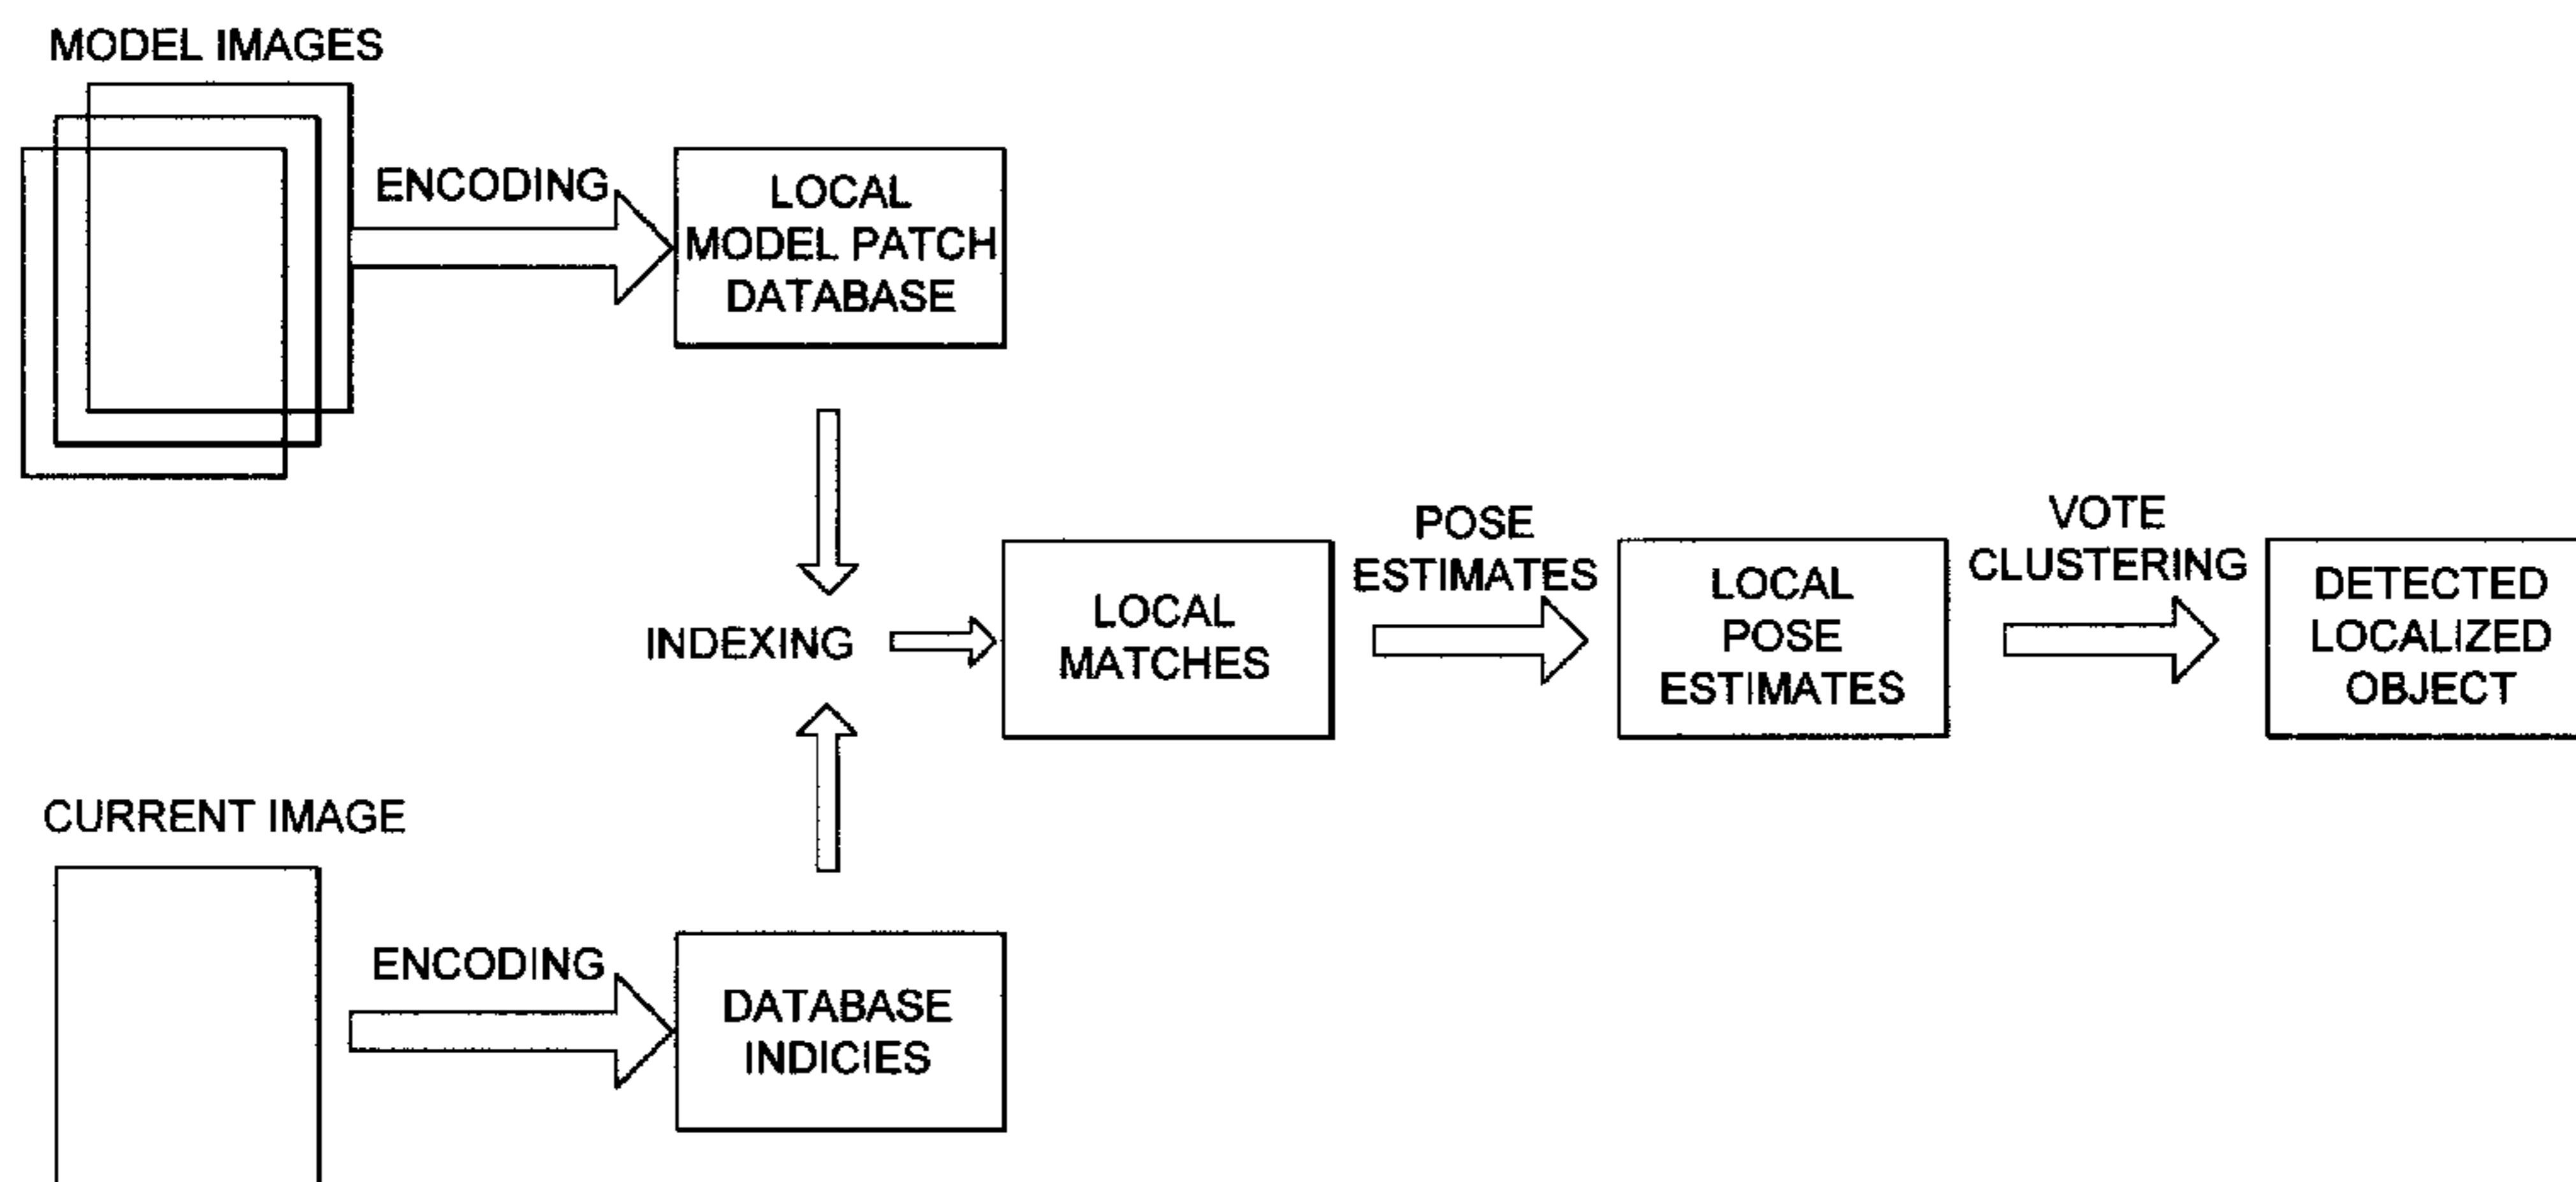 MODEL IMAGES
ENCODING
LOCAL
MODEL PATCH
DATABASE
INDEXING
LOCAL
MATCHES
POSE
ESTIMATES
LOCAL
POSE
ESTIMATES
VOTE
CLUSTERING
DETECTED
LOCALIZED
OBJECT
CURRENT IMAGE
ENCODING
DATABASE
INDICIES